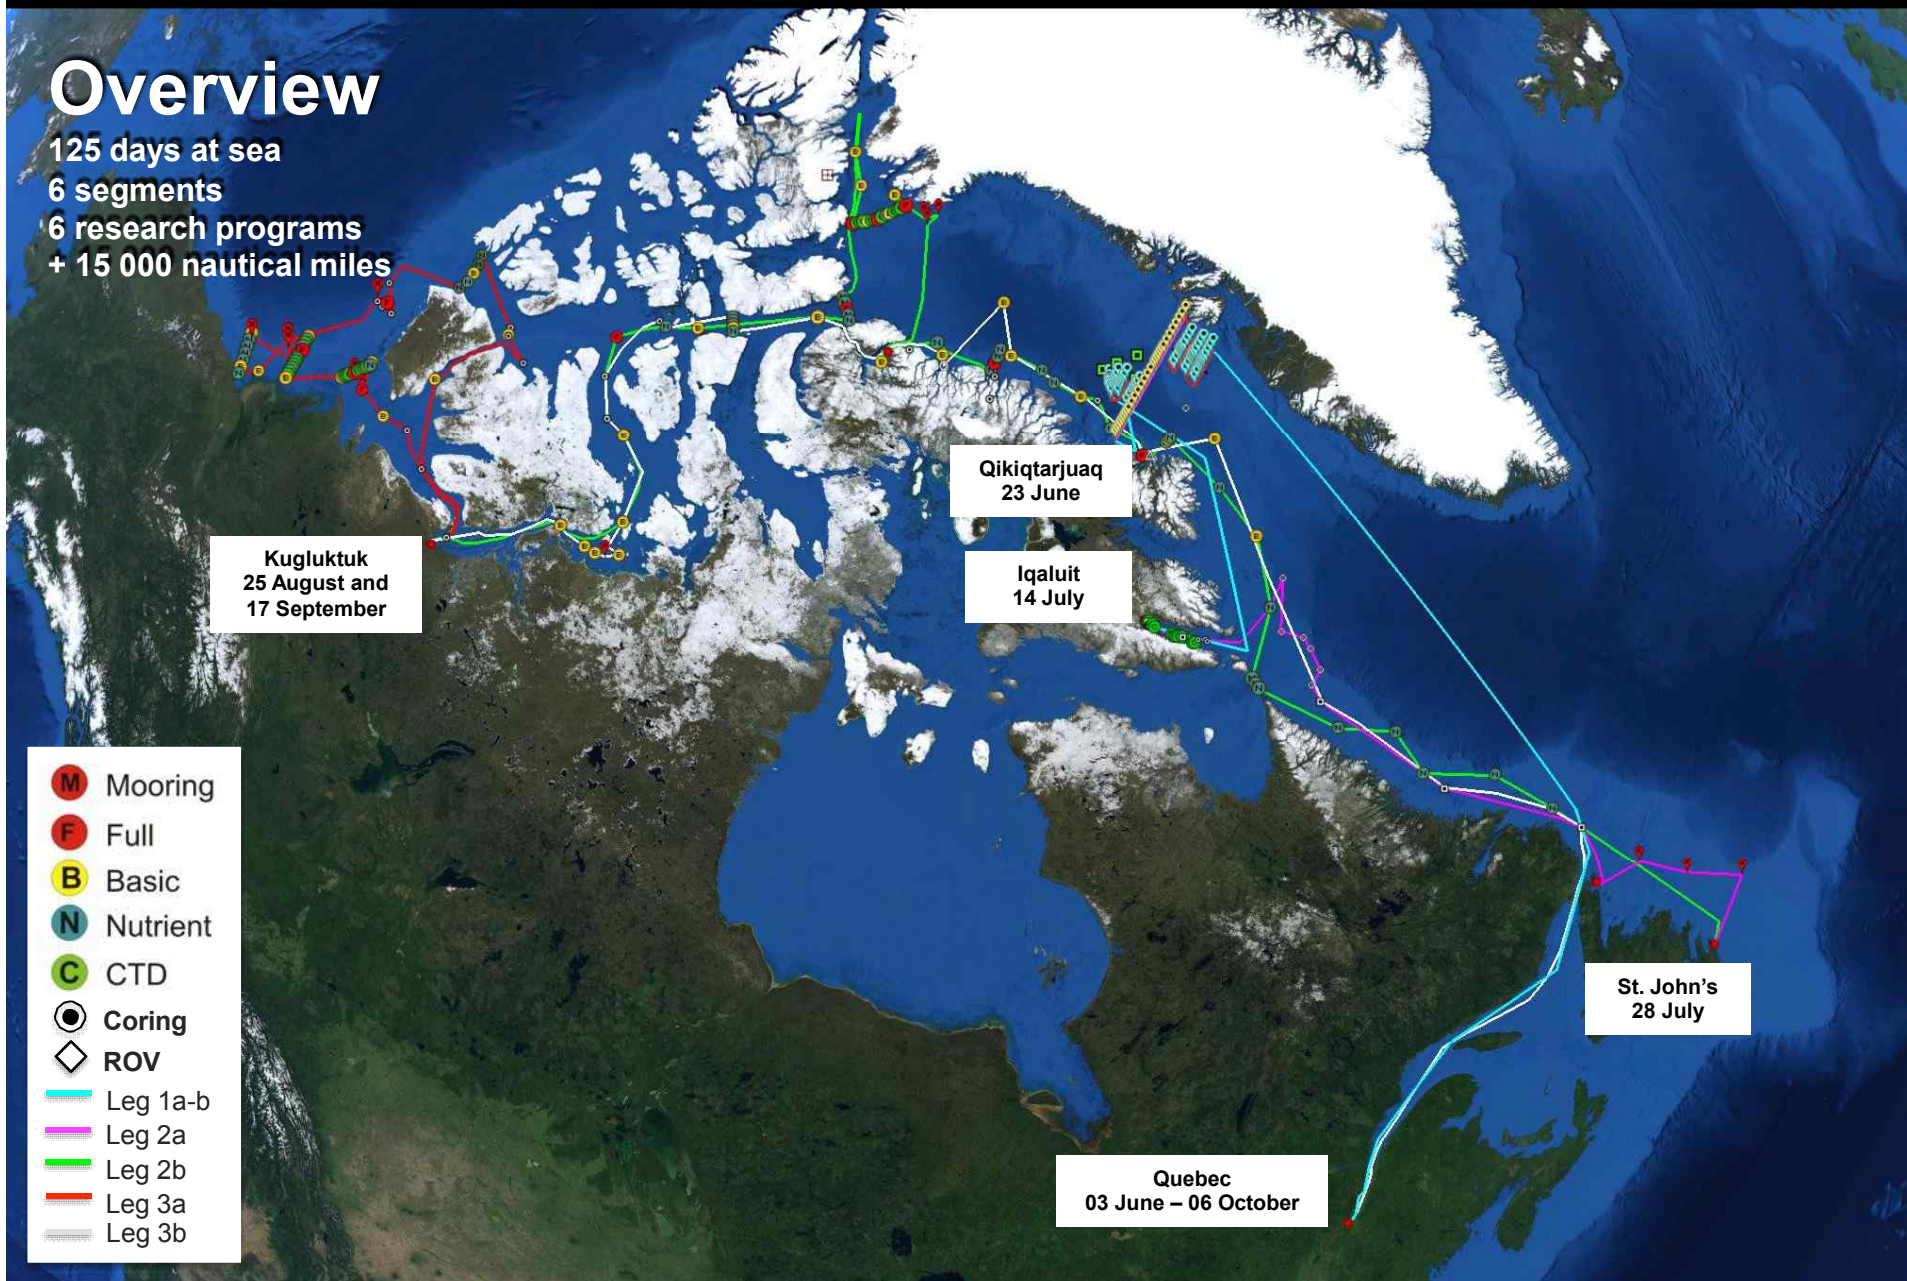 Overview
125 days at sea
6 segments
6 research programs
+ 15 000 nautical miles
Qikiqtarjuaq
23 June
Iqaluit
14 July
Kugluktuk
25 August and
17 September
St. John’s
28 July
Quebec
03 June – 06 October
M Mooring
F Full
B Basic
N Nutrient
C CTD
Coring
ROV
Leg 1a-b
Leg 2a
Leg 2b
Leg 3a
Leg 3b